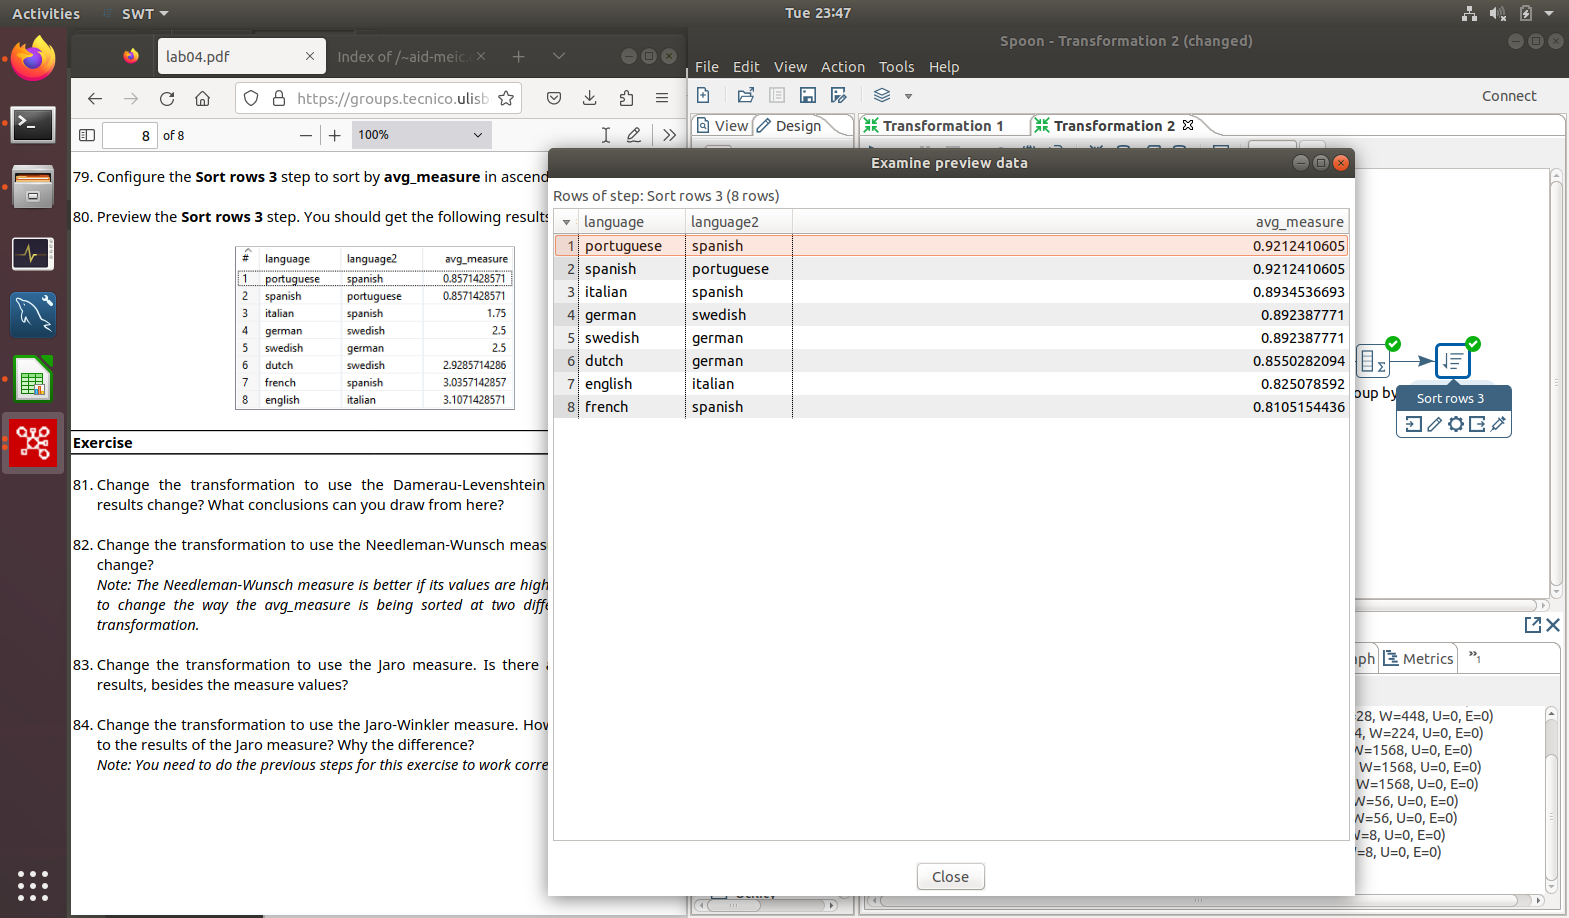 Activities
SWT
Tue 23:47
lab04.pdf
Index of /~aid-meic.
Spoon - Transformation 2 (changed)
File Edit View Action Tools Help
https://groups.tecnico.ulisb
Connect
8 of 8
100%
View Design
Transformation 1
Transformation 2
79. Configure the Sort rows 3 step to sort by avg_measure in ascend
80. Preview the Sort rows 3 step. You should get the following results
# language language2 avg_measure
1 portuguese spanish 0.8571428571
2 spanish portuguese 0.8571428571
3 italian spanish 1.75
4 german swedish 2.5
5 swedish german 2.5
6 dutch swedish 2.9285714286
7 french spanish 3.0357142857
8 english italian 3.1071428571
Exercise
81. Change the transformation to use the Damerau-Levenshtein
results change? What conclusions can you draw from here?
82. Change the transformation to use the Needleman-Wunsch meas
change?
Note: The Needleman-Wunsch measure is better if its values are high
to change the way the avg_measure is being sorted at two diffe
transformation.
83. Change the transformation to use the Jaro measure. Is there a
results, besides the measure values?
84. Change the transformation to use the Jaro-Winkler measure. How
to the results of the Jaro measure? Why the difference?
Note: You need to do the previous steps for this exercise to work corre
Examine preview data
Rows of step: Sort rows 3 (8 rows)
language language2 avg_measure
1 portuguese spanish 0.9212410605
2 spanish portuguese 0.9212410605
3 italian spanish 0.8934536693
4 german swedish 0.892387771
5 swedish german 0.892387771
6 dutch german 0.8550282094
7 english italian 0.825078592
8 french spanish 0.8105154436
Close
oup by
Sort rows 3
ph
Metrics
»1
=28, W=448, U=0, E=0)
4, W=224, U=0, E=0)
W=1568, U=0, E=0)
W=1568, U=0, E=0)
W=1568, U=0, E=0)
W=56, U=0, E=0)
W=56, U=0, E=0)
W=8, U=0, E=0)
=8, U=0, E=0)